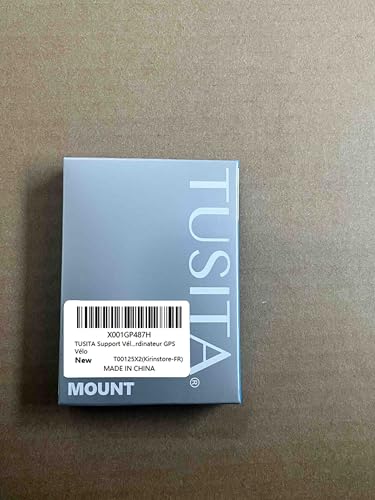 TUSITA®
X001GP487H
TUSITA Support Vél...rdinateur GPS
Vélo
New T00125X2(Kirinstore-FR)
MADE IN CHINA
MOUNT